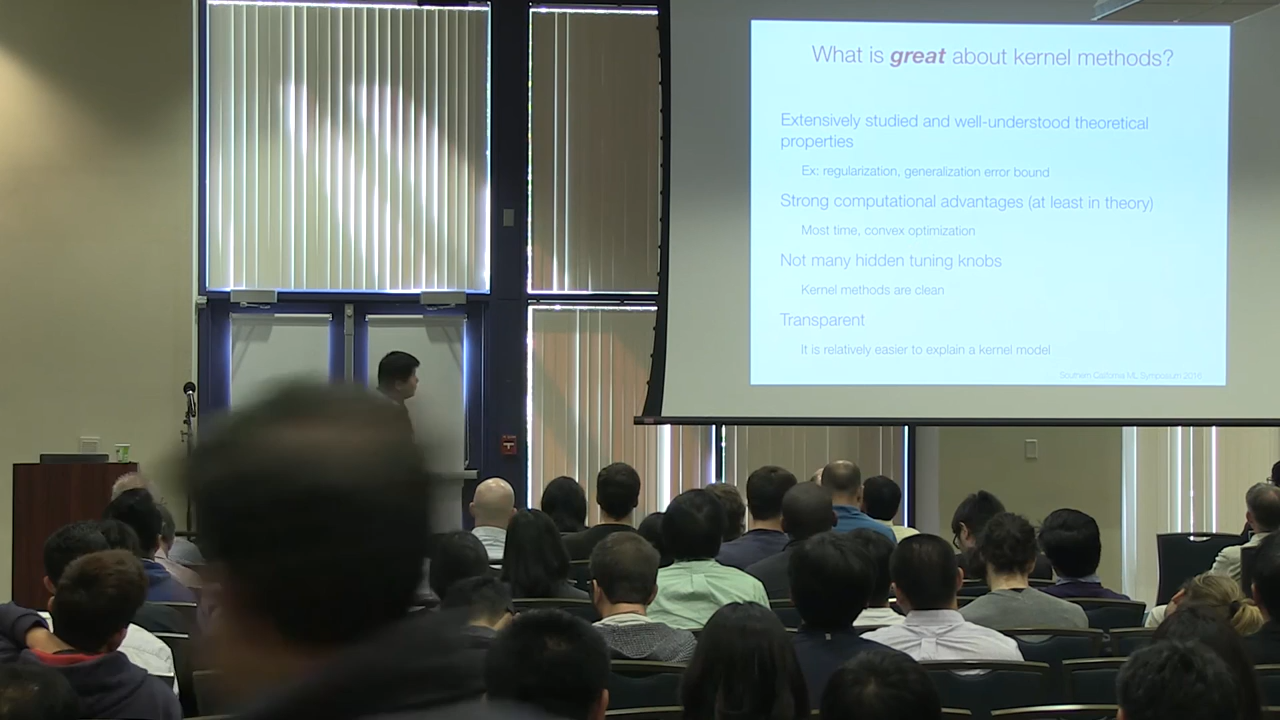 What is great about kernel methods?
Extensively studied and well-understood theoretical
properties
Ex: regularization, generalization error bound
Strong computational advantages (at least in theory)
Most time, convex optimization
Not many hidden tuning knobs
Kernel methods are clean
Transparent
It is relatively easier to explain a kernel model
Southern California ML Symposium 2016